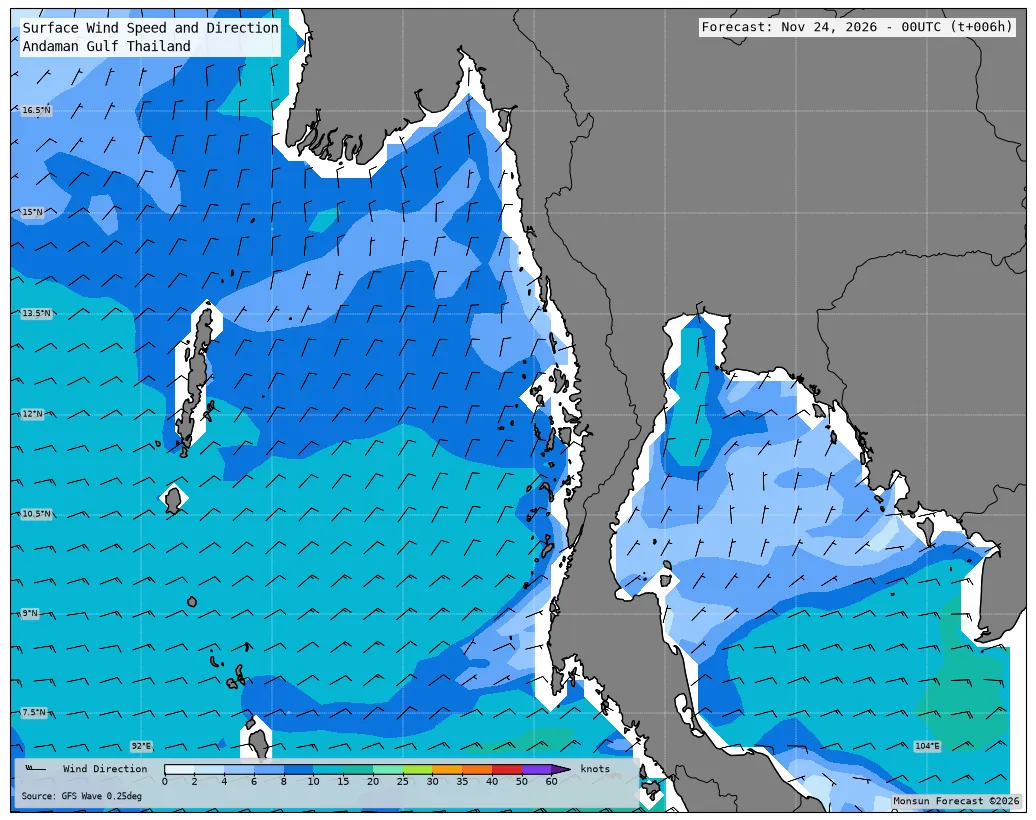 Surface Wind Speed and Direction
Andaman Gulf Thailand
Forecast: Nov 24, 2026 - 00UTC (t+006h)
16.5°N
15°N
13.5°N
12°N
10.5°N
9°N
7.5°N
92°E
104°E
Wind Direction
0 2 4 6 8 10 15 20 25 30 35 40 50 60 knots
Source: GFS Wave 0.25deg
Monsun Forecast ©2026